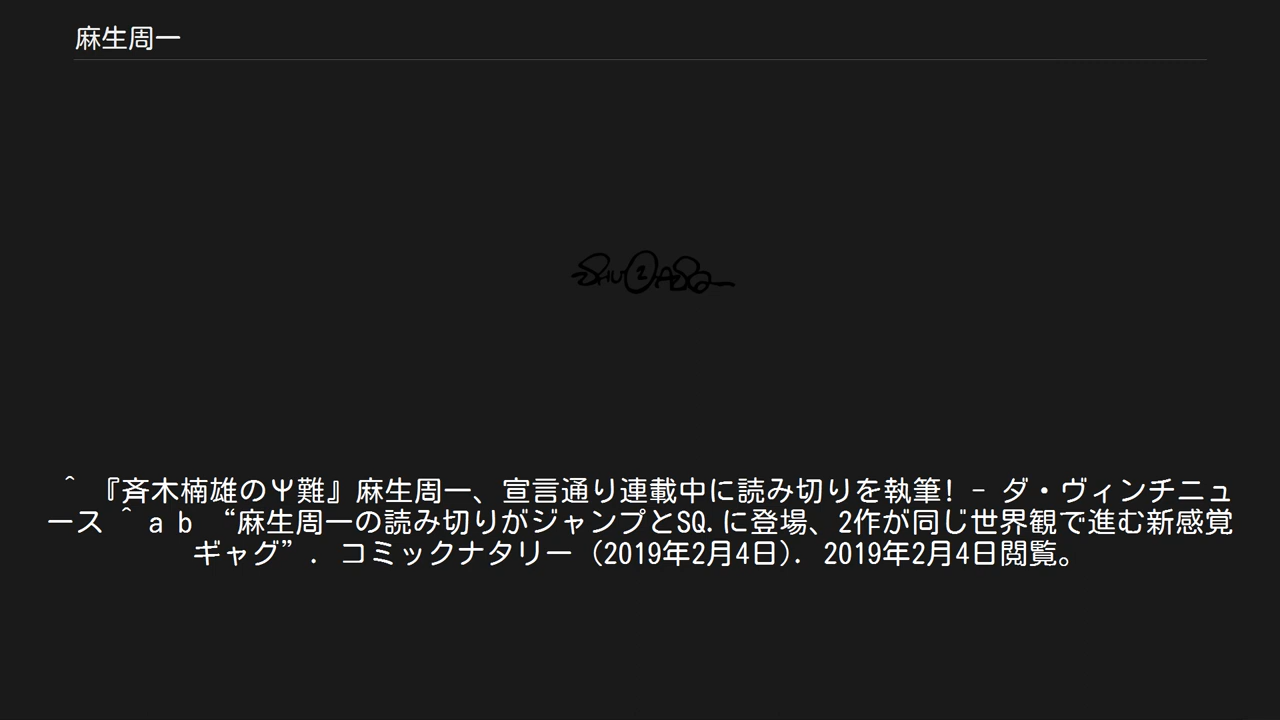 麻生周一
SHU 2 ASO
^ 『斉木楠雄のΨ難』麻生周一、宣言通り連載中に読み切りを執筆! - ダ・ヴィンチニュ
ース ^ a b “麻生周一の読み切りがジャンプとSQ.に登場、2作が同じ世界観で進む新感覚
ギャグ”. コミックナタリー (2019年2月4日). 2019年2月4日閲覧。